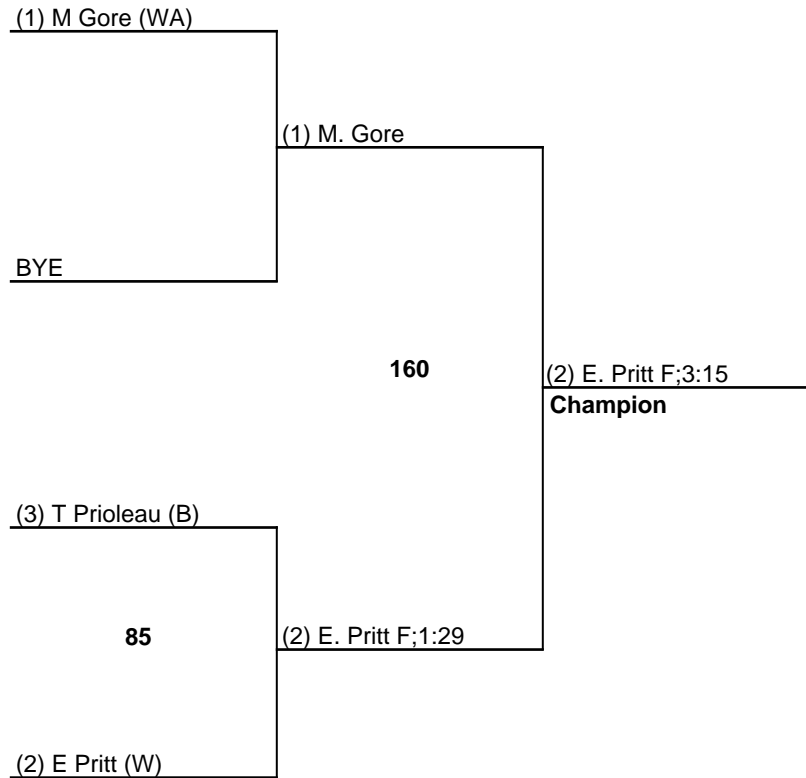 (1) M Gore (WA)
(1) M. Gore
BYE
160
(2) E. Pritt F;3:15
Champion
(3) T Prioleau (B)
85
(2) E. Pritt F;1:29
(2) E Pritt (W)